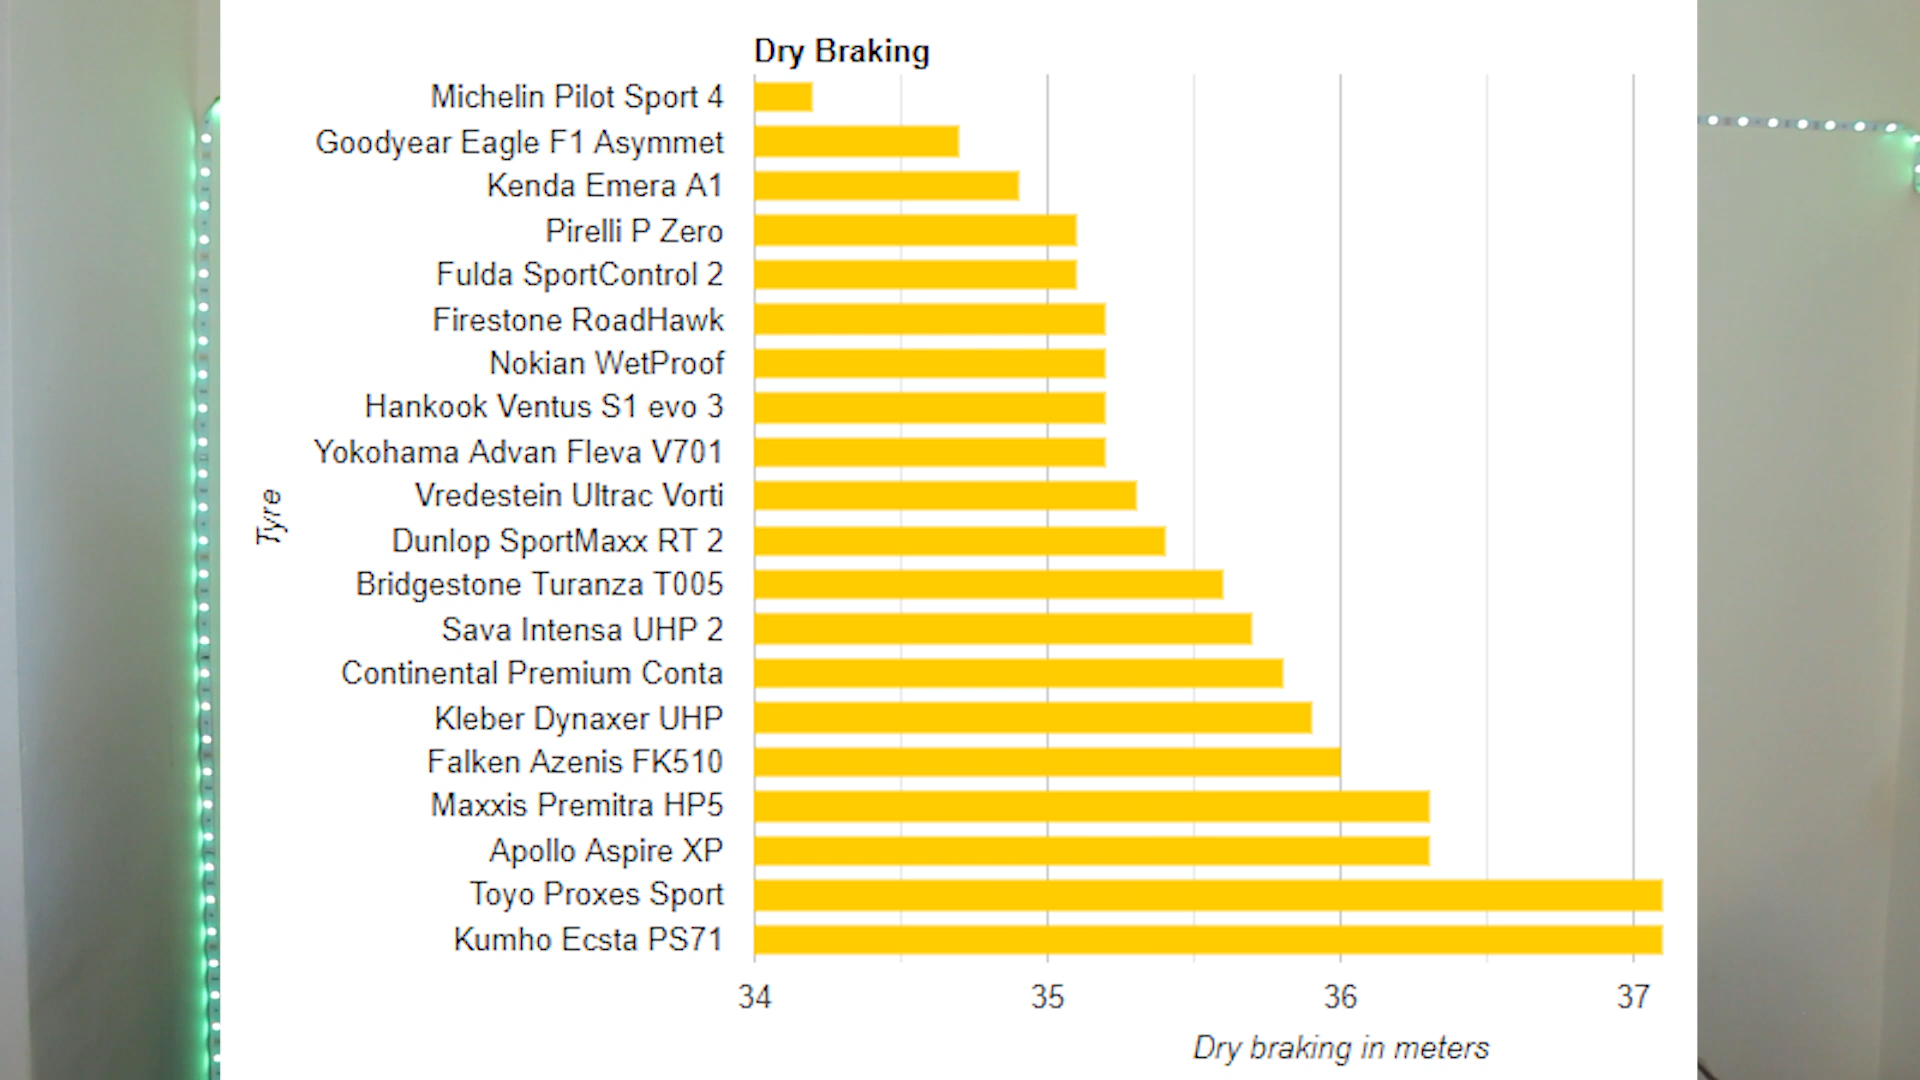 Dry Braking
Michelin Pilot Sport 4
Goodyear Eagle F1 Asymmet
Kenda Emera A1
Pirelli P Zero
Fulda SportControl 2
Firestone RoadHawk
Nokian WetProof
Hankook Ventus S1 evo 3
Yokohama Advan Fleva V701
Vredestein Ultrac Vorti
Dunlop SportMaxx RT 2
Bridgestone Turanza T005
Sava Intensa UHP 2
Continental Premium Conta
Kleber Dynaxer UHP
Falken Azenis FK510
Maxxis Premitra HP5
Apollo Aspire XP
Toyo Proxes Sport
Kumho Ecsta PS71
Tyre
34 35 36 37
Dry braking in meters